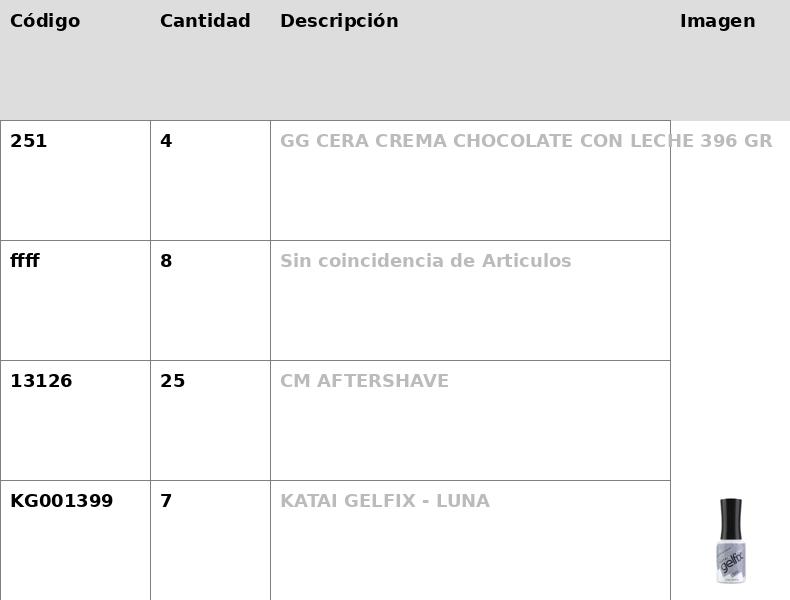 Código Cantidad Descripción Imagen
251 4 GG CERA CREMA CHOCOLATE CON LECHE 396 GR
ffff 8 Sin coincidencia de Articulos
13126 25 CM AFTERSHAVE
KG001399 7 KATAI GELFIX - LUNA
gelfix